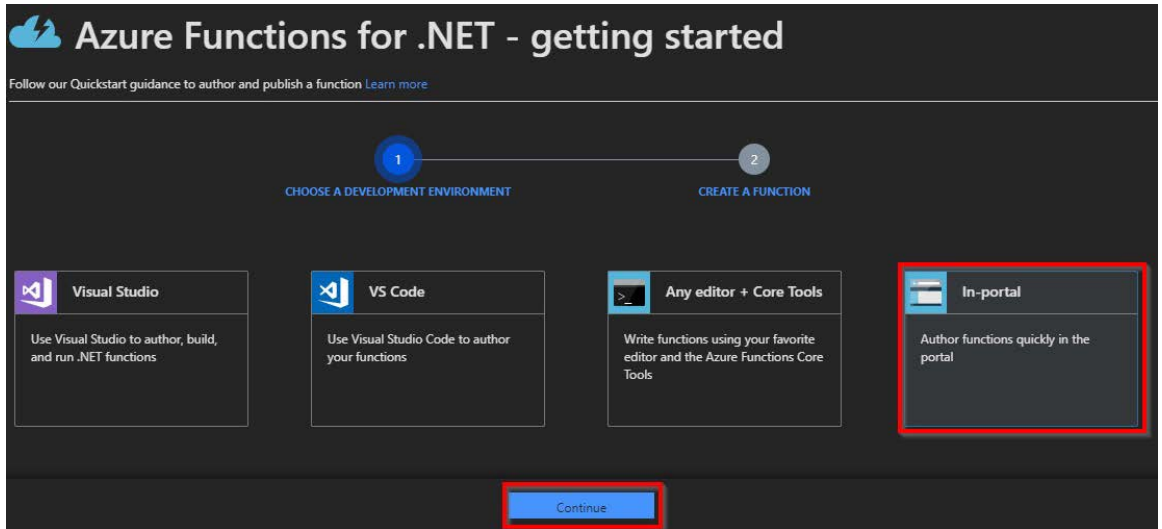 Azure Functions for .NET - getting started
Follow our Quickstart guidance to author and publish a function Learn more
1
2
CHOOSE A DEVELOPMENT ENVIRONMENT
CREATE A FUNCTION
Visual Studio
Use Visual Studio to author, build,
and run .NET functions
VS Code
Use Visual Studio Code to author
your functions
>_
Any editor + Core Tools
Write functions using your favorite
editor and the Azure Functions Core
Tools
In-portal
Author functions quickly in the
portal
Continue